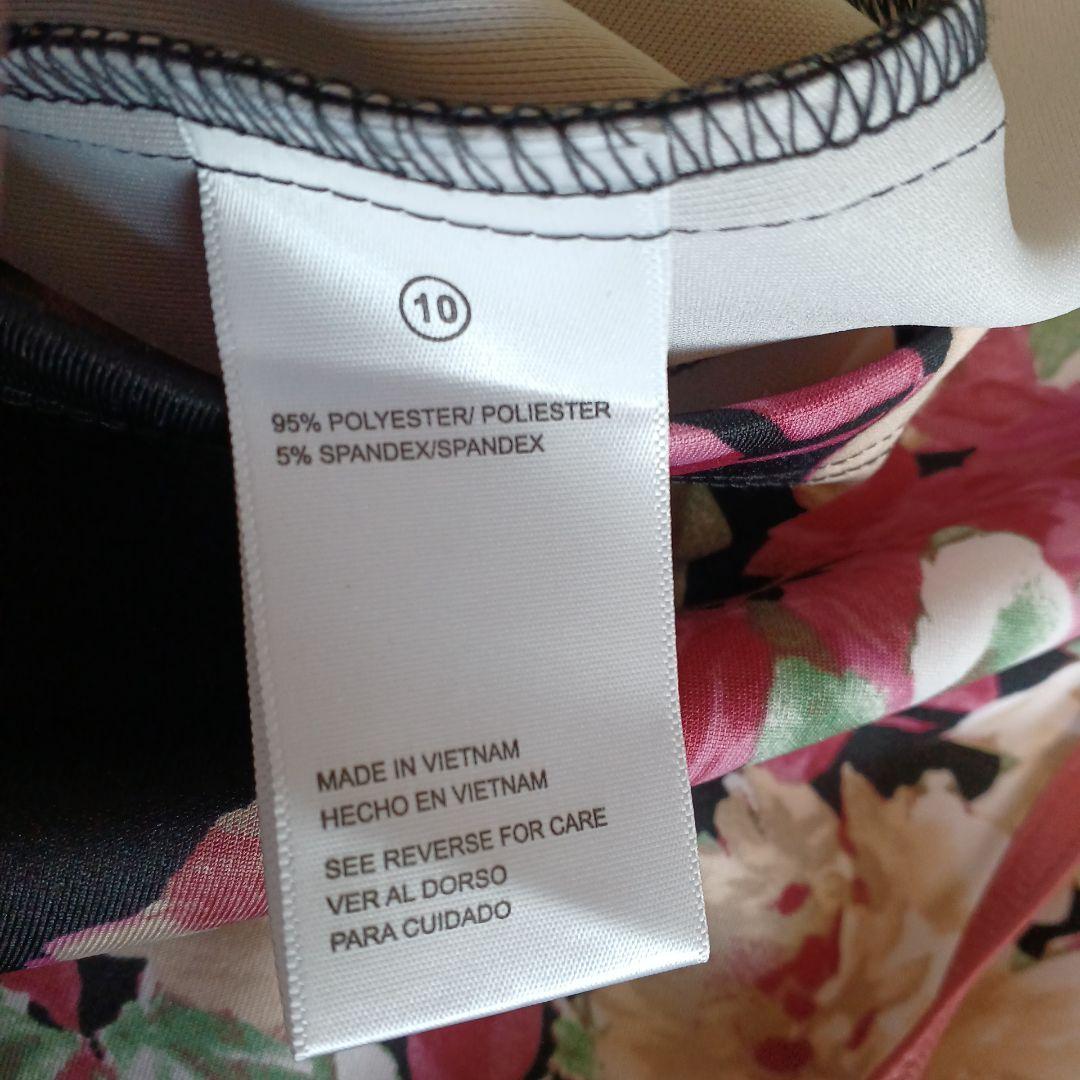 10
95% POLYESTER/ POLIESTER
5% SPANDEX/SPANDEX
MADE IN VIETNAM
HECHO EN VIETNAM
SEE REVERSE FOR CARE
VER AL DORSO
PARA CUIDADO